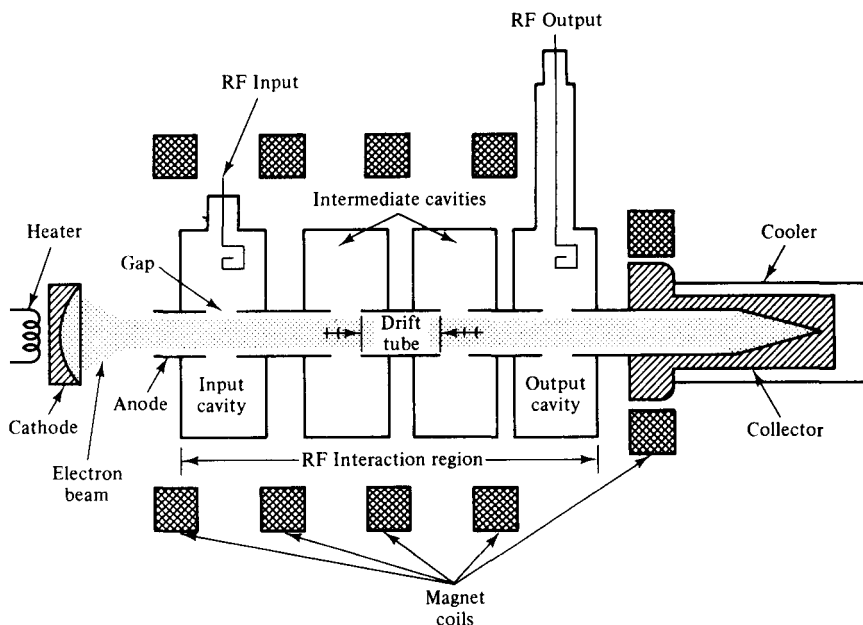 RF Output
RF Input
Intermediate cavities
Heater
Cooler
Gap
Drift
tube
Anode
Input
cavity
Output
cavity
Cathode
Collector
Electron
beam
RF Interaction region
Magnet
coils